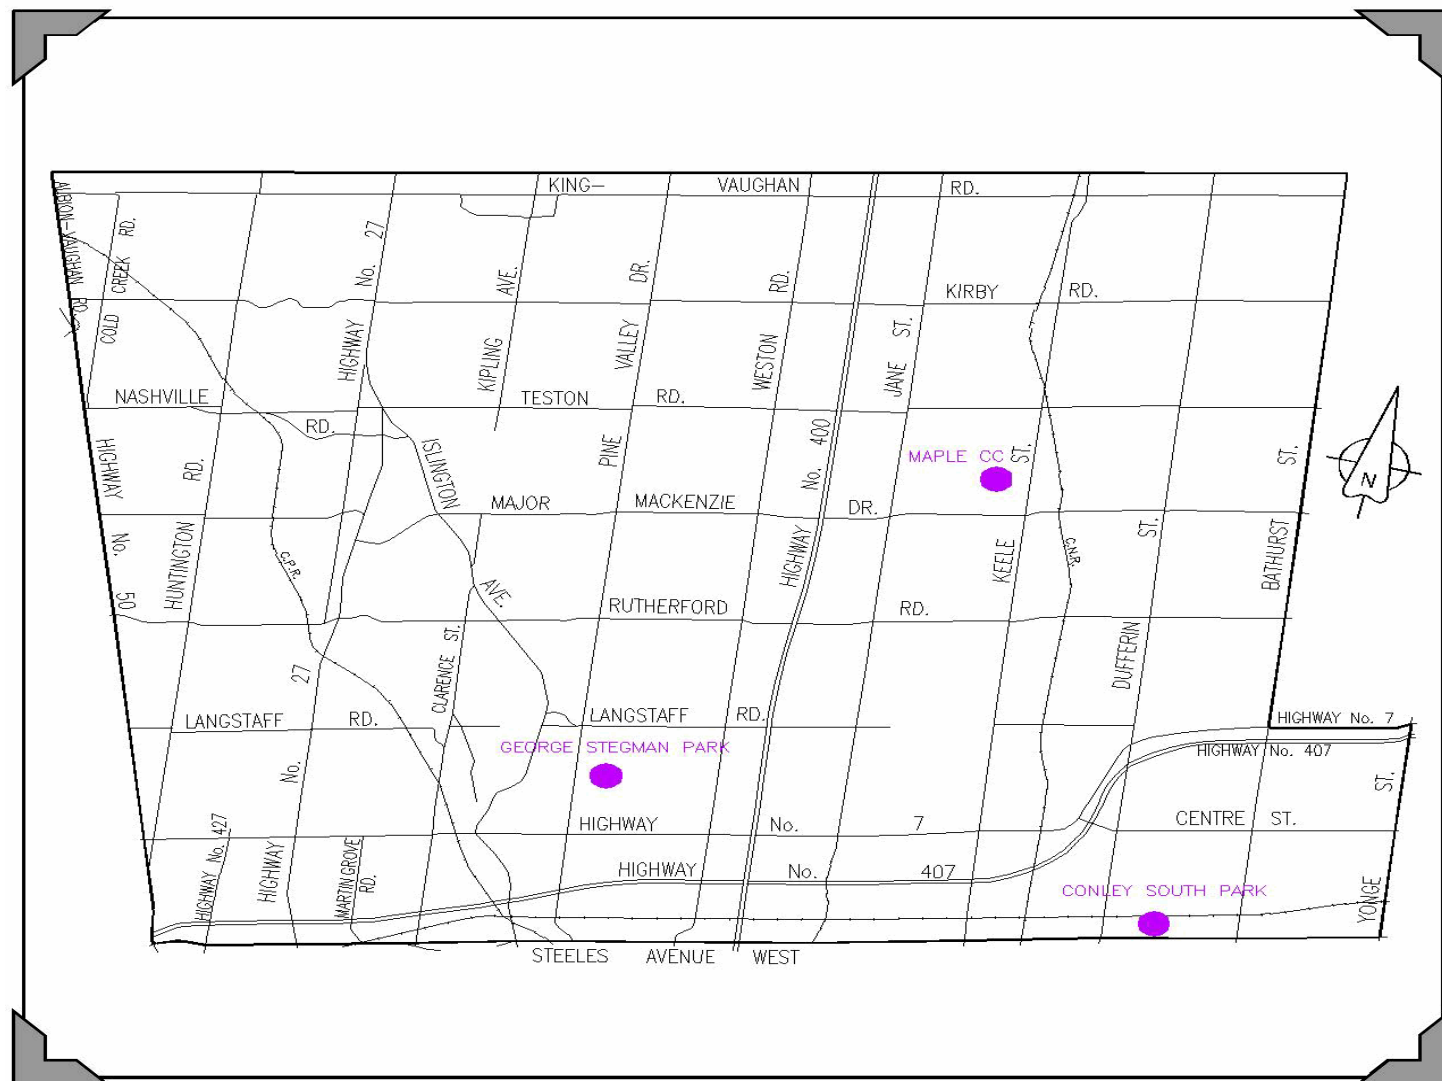 KING— VAUGHAN RD.
ALBION—VAUGHAN RD.
COLD CREEK RD.
HIGHWAY No. 27
KIPLING AVE.
PINE VALLEY DR.
WESTON RD.
JANE ST.
KIRBY RD.
NASHVILLE RD.
TESTON RD.
HIGHWAY No. 50
HUNTINGTON RD.
C.P.R.
ISLINGTON AVE.
HIGHWAY No. 400
MAPLE CC
KEELE ST.
C.N.R.
DUFFERIN ST.
BATHURST ST.
N
MAJOR MACKENZIE DR.
RUTHERFORD RD.
CLARENCE ST.
LANGSTAFF RD.
LANGSTAFF RD.
HIGHWAY No. 7
HIGHWAY No. 407
GEORGE STEGMAN PARK
HIGHWAY No. 27
HIGHWAY No. 427
MARTIN GROVE RD.
HIGHWAY No. 7
CENTRE ST.
HIGHWAY No. 407
CONLEY SOUTH PARK
YONGE ST.
STEELES AVENUE WEST